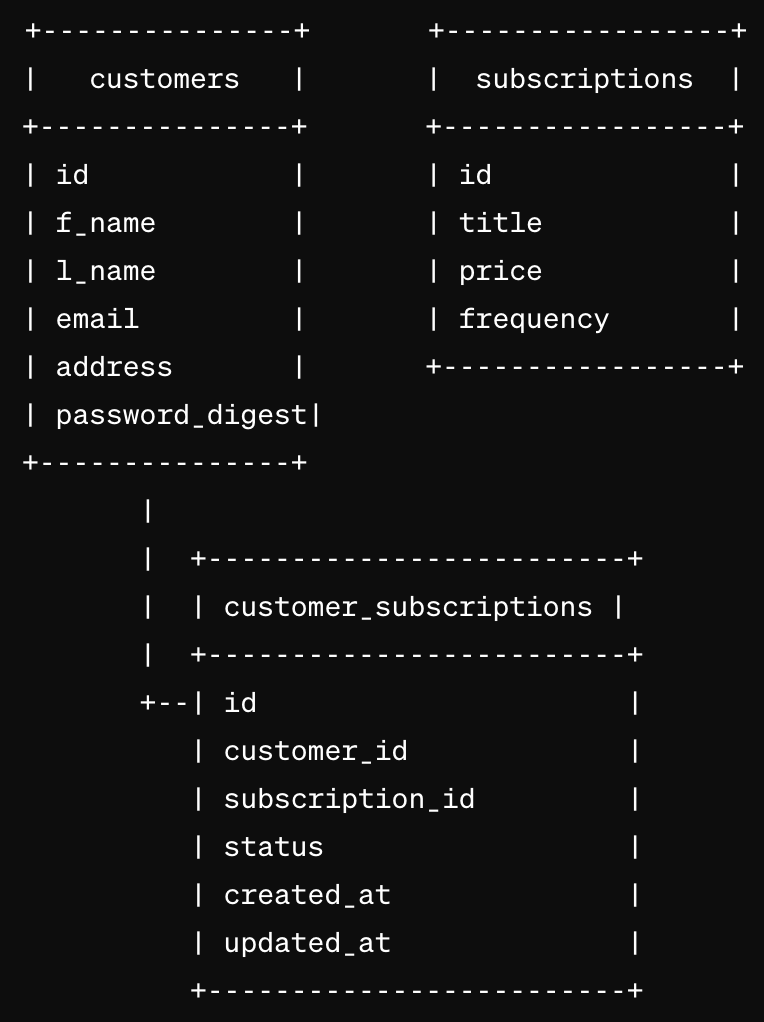 +---------------+       +-----------------+
|   customers   |       |  subscriptions  |
+---------------+       +-----------------+
| id            |       | id              |
| f_name        |       | title           |
| l_name        |       | price           |
| email         |       | frequency       |
| address       |       +-----------------+
| password_digest|
+---------------+
       |
       |  +-------------------------+
       |  | customer_subscriptions |
       |  +-------------------------+
       +--| id                      |
          | customer_id             |
          | subscription_id         |
          | status                  |
          | created_at              |
          | updated_at              |
          +-------------------------+